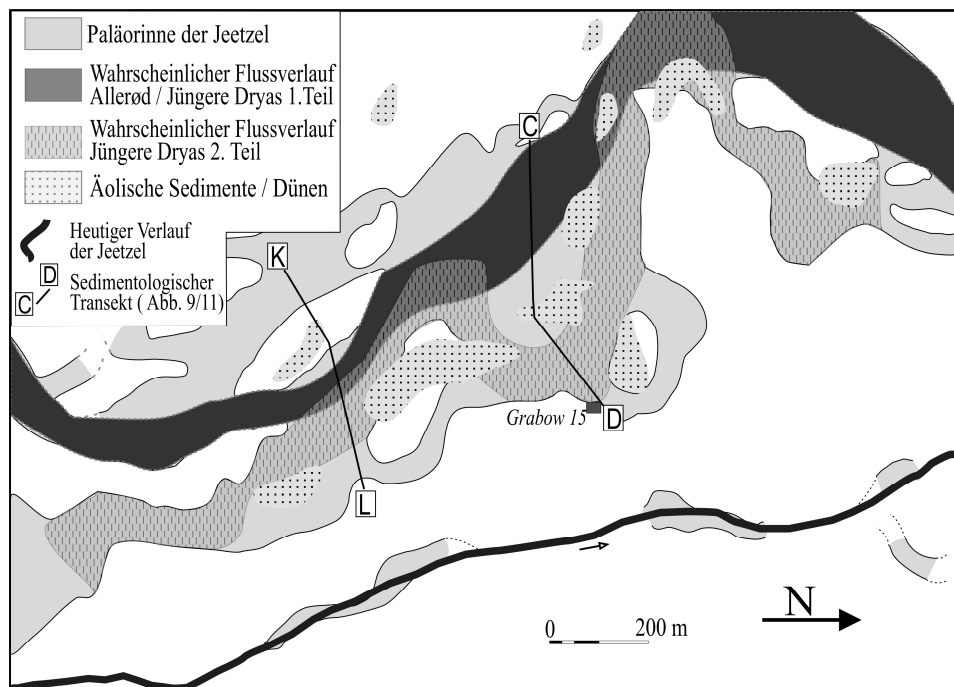 Paläorinne der Jeetzel
Wahrscheinlicher Flussverlauf
Allerød / Jüngere Dryas 1.Teil
Wahrscheinlicher Flussverlauf
Jüngere Dryas 2. Teil
Äolische Sedimente / Dünen
Heutiger Verlauf
der Jeetzel
D
C
Sedimentologischer
Transekt ( Abb. 9/11)
C
K
Grabow 15
D
L
N
0 200 m